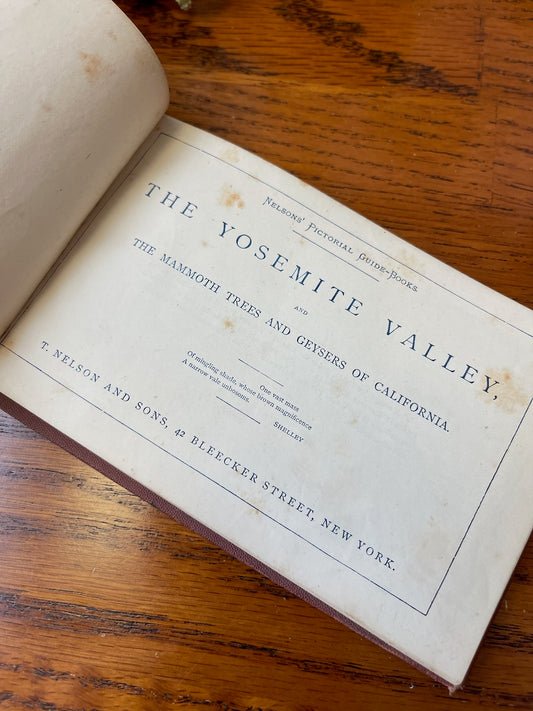 Nelsons' Pictorial Guide-Books.
THE YOSEMITE VALLEY,
AND
THE MAMMOTH TREES AND GEYSERS OF CALIFORNIA.
One vast mass
Of mingling shade, whose brown magnificence
A narrow vale unbosoms.
SHELLEY
T. NELSON AND SONS, 42 BLEECKER STREET, NEW YORK.